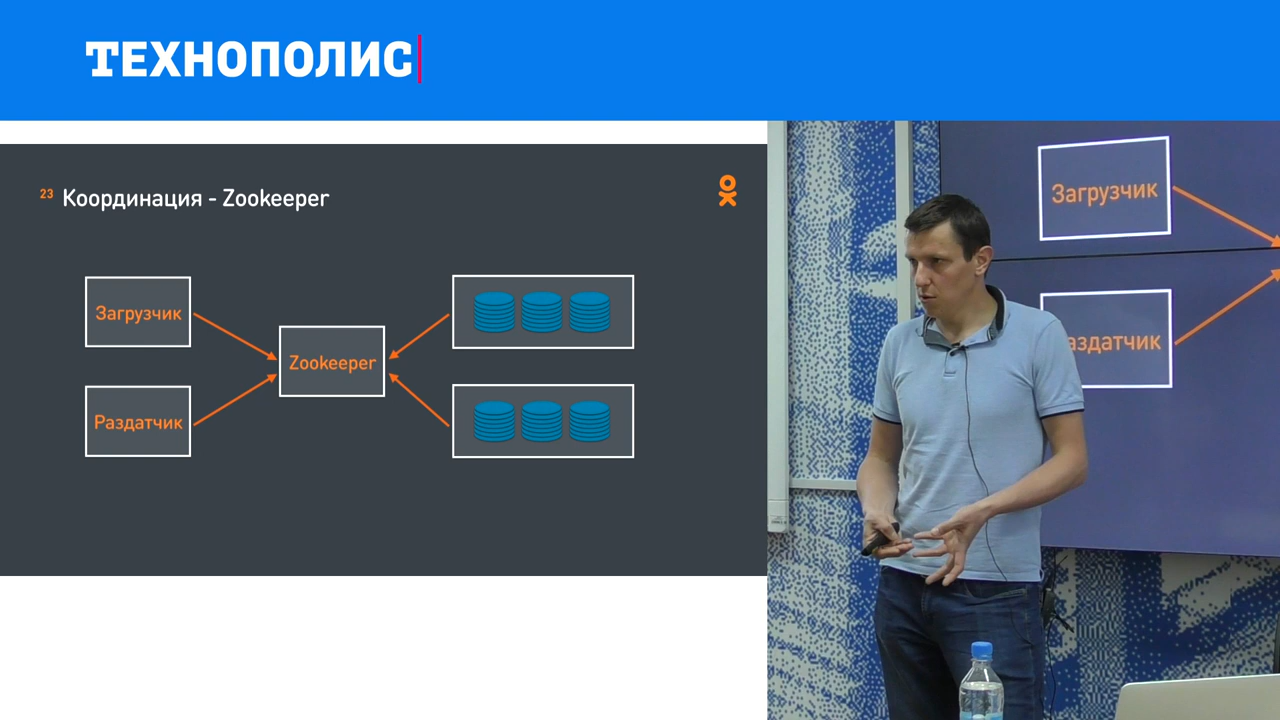 ТЕХНОПОЛИС
23 Координация - Zookeeper
Загрузчик
Zookeeper
Раздатчик
Загрузчик
аздатчик